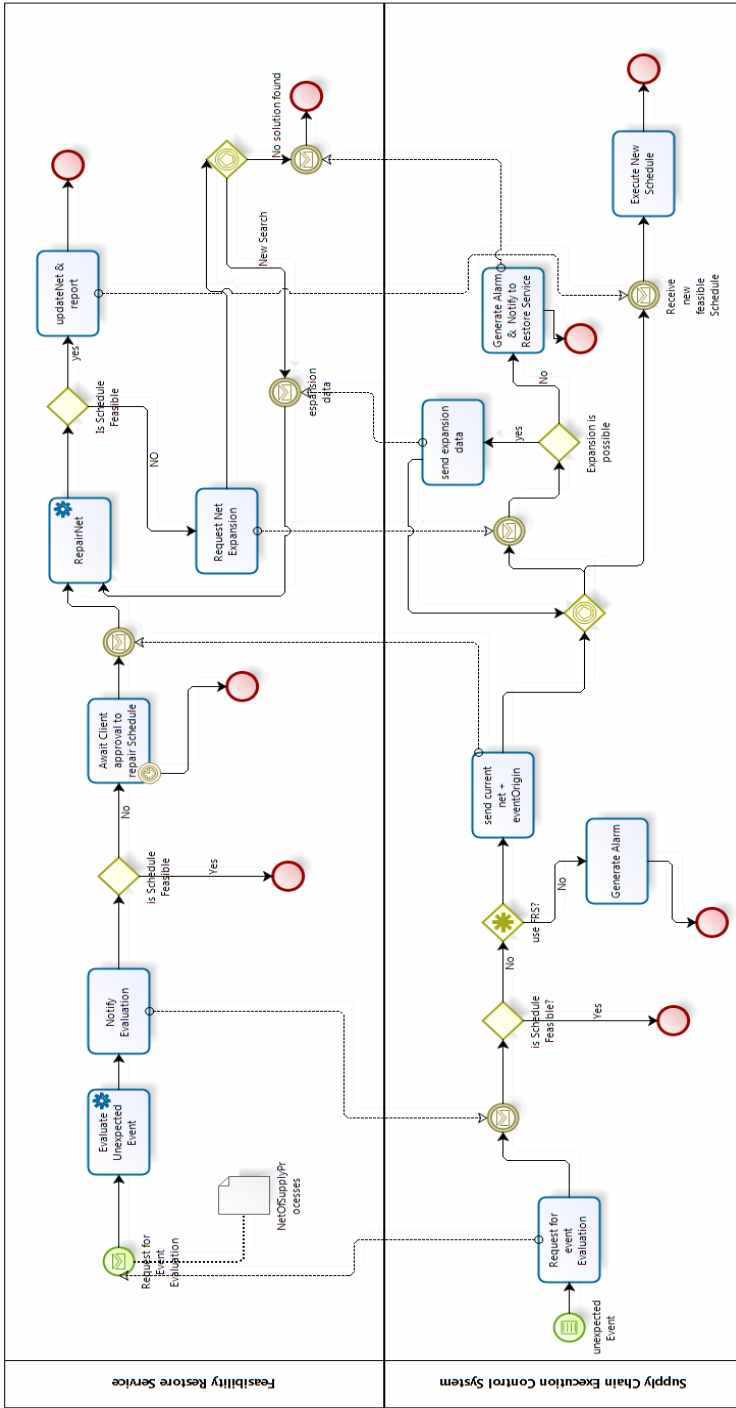 Feasibility Restore Service
Request for
Event
Evaluation
NetOfSupplyPr
ocesses
Evaluate
Unexpected
Event
Notify
Evaluation
is Schedule
Feasible
Yes
No
Await Client
approval to
repair Schedule
RepairNet
Is Schedule
Feasible
yes
NO
updateNet &
report
Request Net
Expansion
espansion
data
New Search
No solution found
Supply Chain Execution Control System
unexpected
Event
Request for
event
Evaluation
is Schedule
Feasible?
Yes
No
use FRS?
No
Generate Alarm
send current
net +
eventOrigin
Expansion is
possible
yes
No
send expansion
data
Generate Alarm
& Notify to
Restore Service
Receive
new
feasible
Schedule
Execute New
Schedule